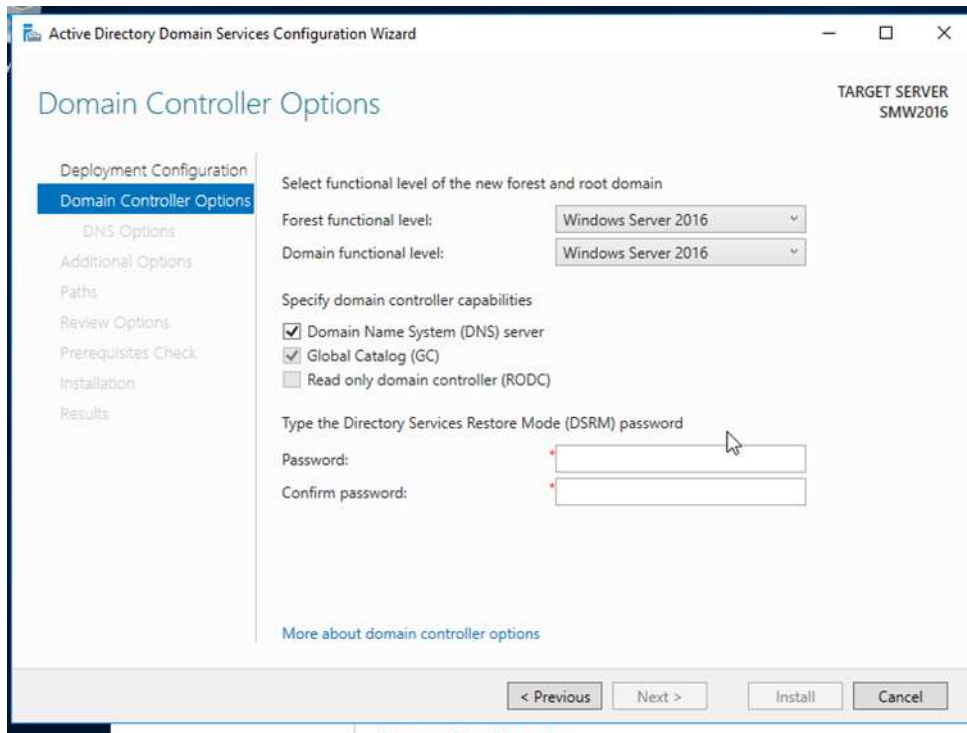 Active Directory Domain Services Configuration Wizard
Domain Controller Options
TARGET SERVER
SMW2016
Deployment Configuration
Domain Controller Options
DNS Options
Additional Options
Paths
Review Options
Prerequisites Check
Installation
Results
Select functional level of the new forest and root domain
Forest functional level: Windows Server 2016
Domain functional level: Windows Server 2016
Specify domain controller capabilities
Domain Name System (DNS) server
Global Catalog (GC)
Read only domain controller (RODC)
Type the Directory Services Restore Mode (DSRM) password
Password: *
Confirm password: *
More about domain controller options
< Previous Next > Install Cancel